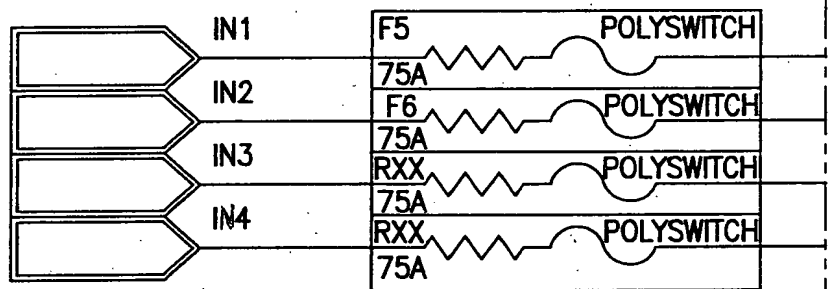 IN1 F5 POLYSWITCH
75A
IN2 F6 POLYSWITCH
75A
IN3 RXX POLYSWITCH
75A
IN4 RXX POLYSWITCH
75A